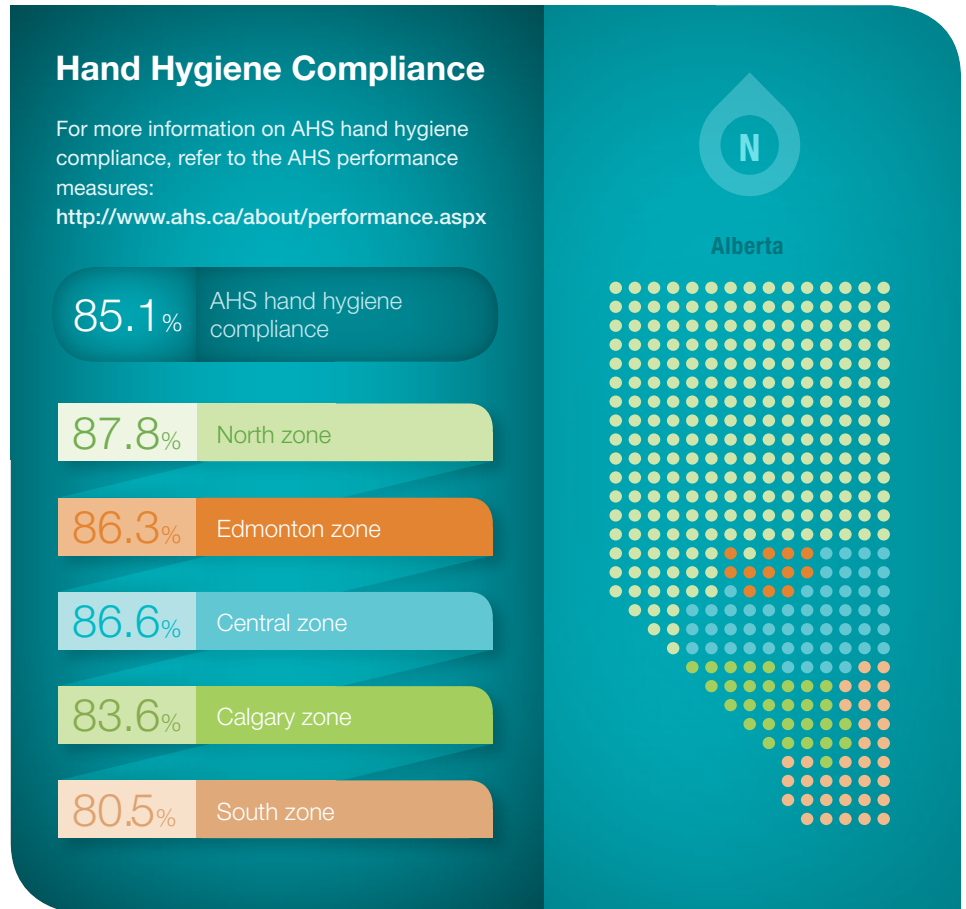 Hand Hygiene Compliance
For more information on AHS hand hygiene
compliance, refer to the AHS performance
measures:
http://www.ahs.ca/about/performance.aspx
85.1% AHS hand hygiene
compliance
87.8% North zone
86.3% Edmonton zone
86.6% Central zone
83.6% Calgary zone
80.5% South zone
N
Alberta